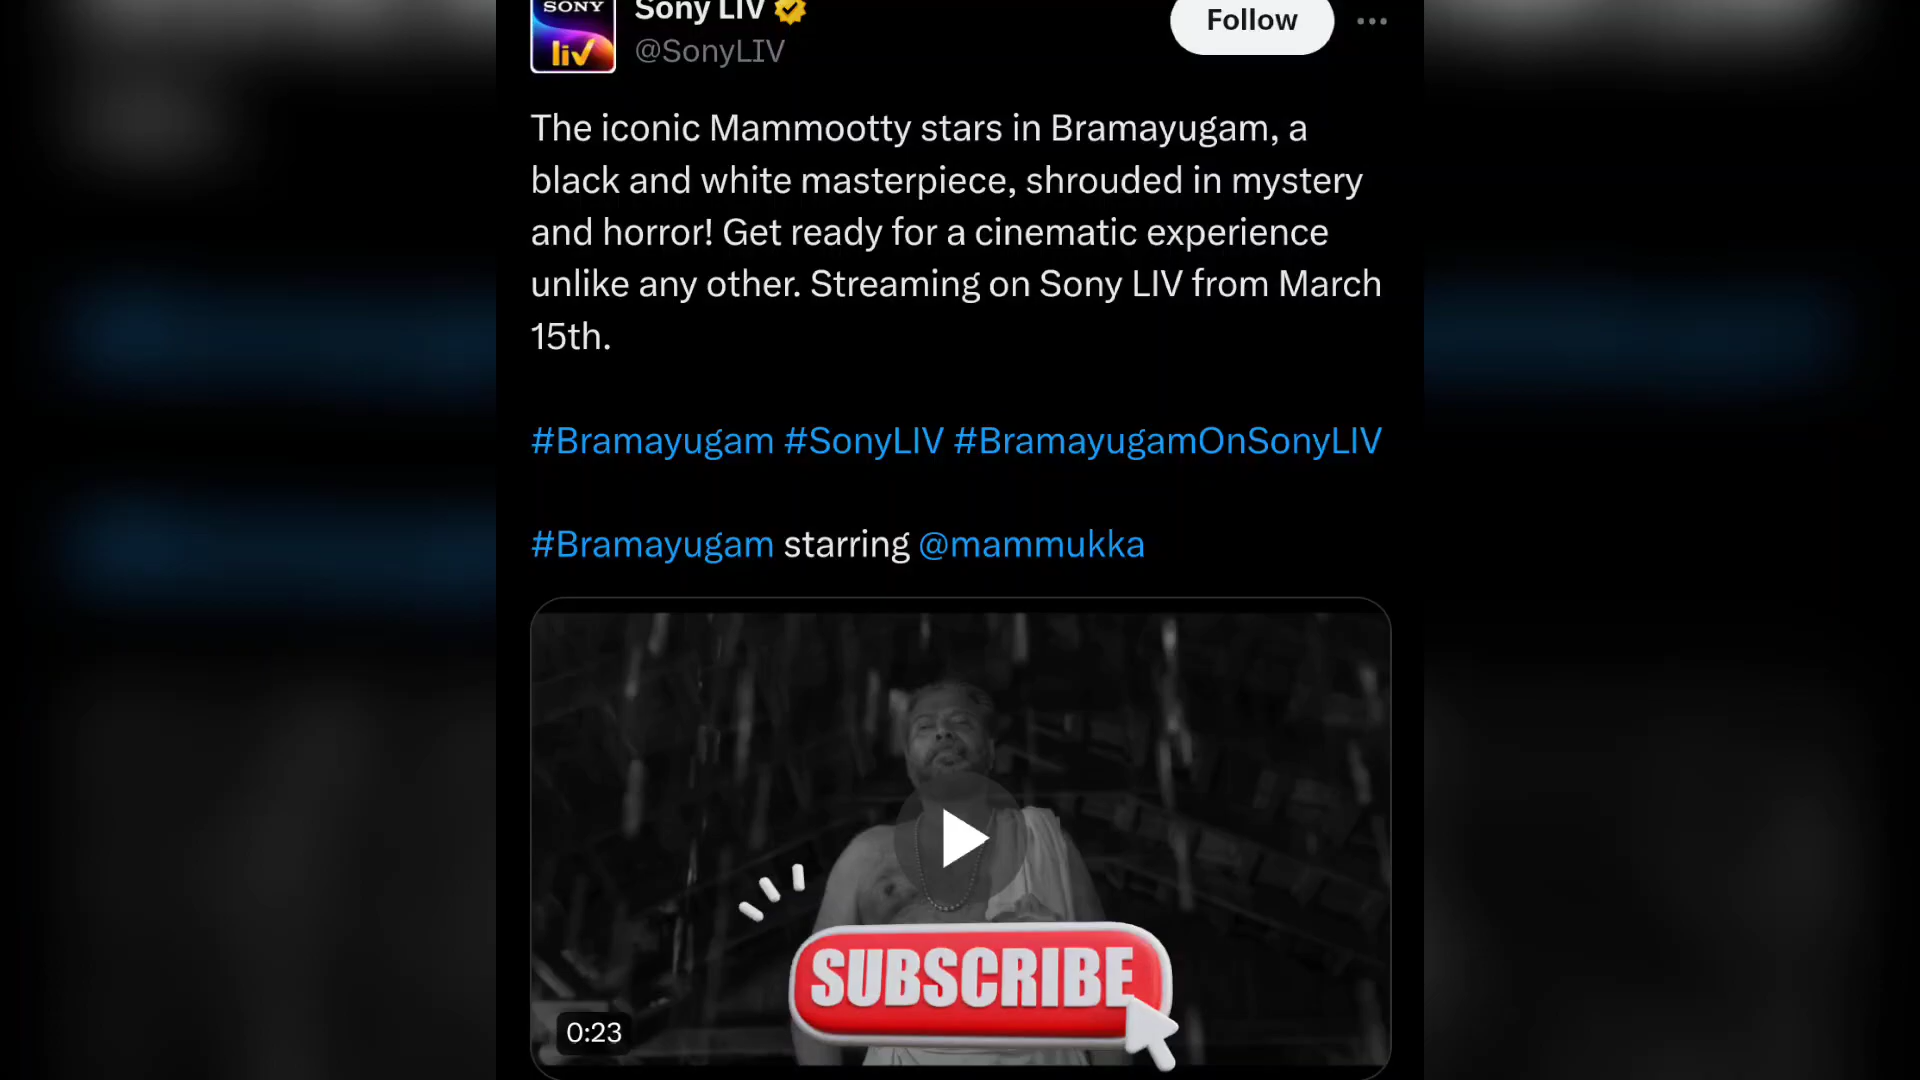 SONY
liv
Sony LIV
@SonyLIV
Follow
The iconic Mammootty stars in Bramayugam, a
black and white masterpiece, shrouded in mystery
and horror! Get ready for a cinematic experience
unlike any other. Streaming on Sony LIV from March
15th.
#Bramayugam #SonyLIV #BramayugamOnSonyLIV
#Bramayugam starring @mammukka
SUBSCRIBE
0:23